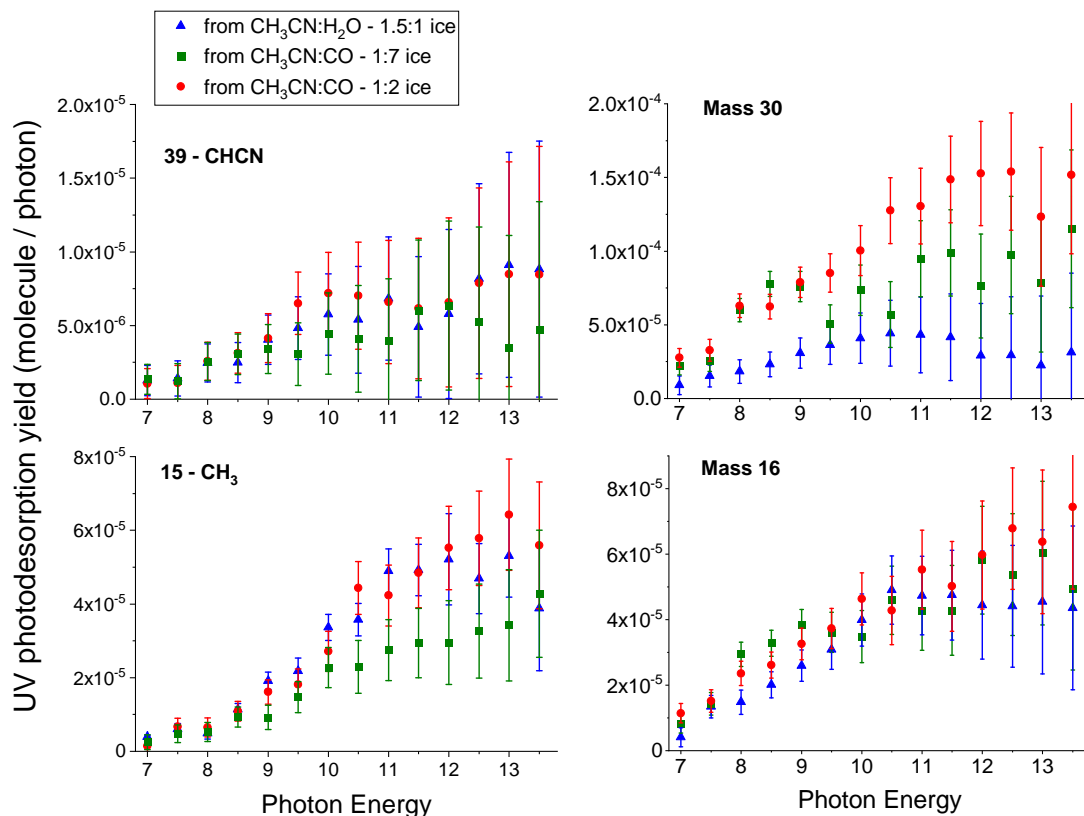 from CH₃CN:H₂O - 1.5:1 ice
from CH₃CN:CO - 1:7 ice
from CH₃CN:CO - 1:2 ice
UV photodesorption yield (molecule / photon)
39 - CHCN
2.0x10⁻⁵
1.5x10⁻⁵
1.0x10⁻⁵
5.0x10⁻⁶
0.0
7 8 9 10 11 12 13
Mass 30
2.0x10⁻⁴
1.5x10⁻⁴
1.0x10⁻⁴
5.0x10⁻⁵
0.0
7 8 9 10 11 12 13
15 - CH₃
8x10⁻⁵
6x10⁻⁵
4x10⁻⁵
2x10⁻⁵
0
7 8 9 10 11 12 13
Photon Energy
Mass 16
8x10⁻⁵
6x10⁻⁵
4x10⁻⁵
2x10⁻⁵
0
7 8 9 10 11 12 13
Photon Energy